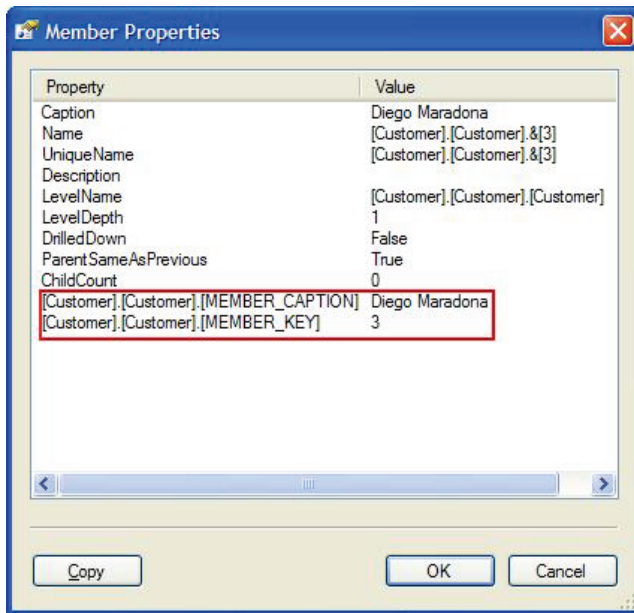 Member Properties
Property Value
Caption Diego Maradona
Name [Customer].[Customer].&[3]
UniqueName [Customer].[Customer].&[3]
Description
LevelName [Customer].[Customer].[Customer]
LevelDepth 1
DrilledDown False
ParentSameAsPrevious True
ChildCount 0
[Customer].[Customer].[MEMBER_CAPTION] Diego Maradona
[Customer].[Customer].[MEMBER_KEY] 3
Copy OK Cancel